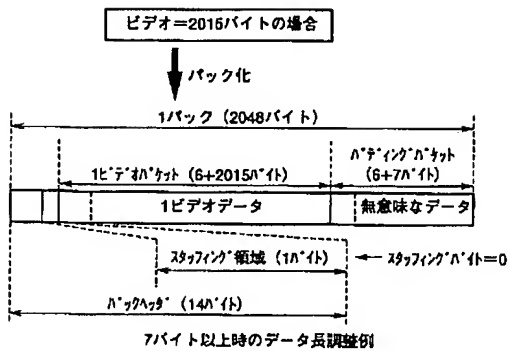 ビデオ=2015バイトの場合
パック化
1パック (2048バイト)
1ビデオパケット (6+2015バイト)
パディングパケット
(6+7バイト)
1ビデオデータ
無意味なデータ
スタッフィング領域 (1バイト)
スタッフィングバイト=0
パックヘッダ (14バイト)
7バイト以上時のデータ長調整例